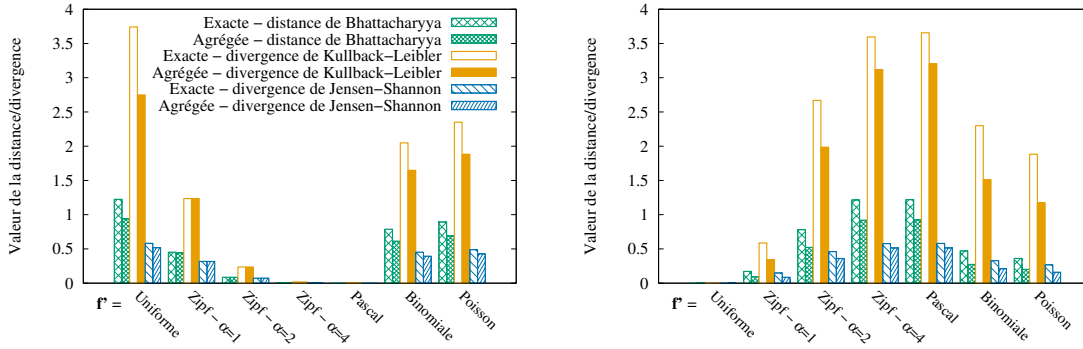 Valeur de la distance/divergence
4
3.5
3
2.5
2
1.5
1
0.5
0
Exacte − distance de Bhattacharyya
Agrégée − distance de Bhattacharyya
Exacte − divergence de Kullback−Leibler
Agrégée − divergence de Kullback−Leibler
Exacte − divergence de Jensen−Shannon
Agrégée − divergence de Jensen−Shannon
f' =
Uniforme
Zipf − α=1
Zipf − α=2
Zipf − α=4
Pascal
Binomiale
Poisson
Valeur de la distance/divergence
4
3.5
3
2.5
2
1.5
1
0.5
0
f' =
Uniforme
Zipf − α=1
Zipf − α=2
Zipf − α=4
Pascal
Binomiale
Poisson